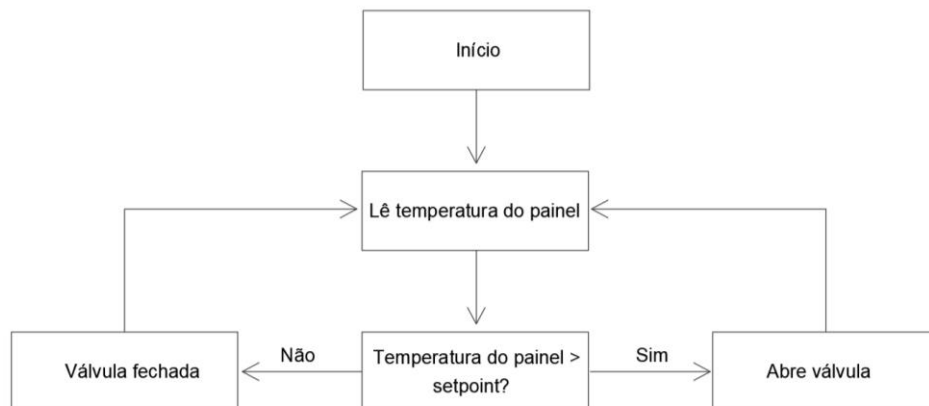 Início
Lê temperatura do painel
Válvula fechada
Não
Temperatura do painel >
setpoint?
Sim
Abre válvula